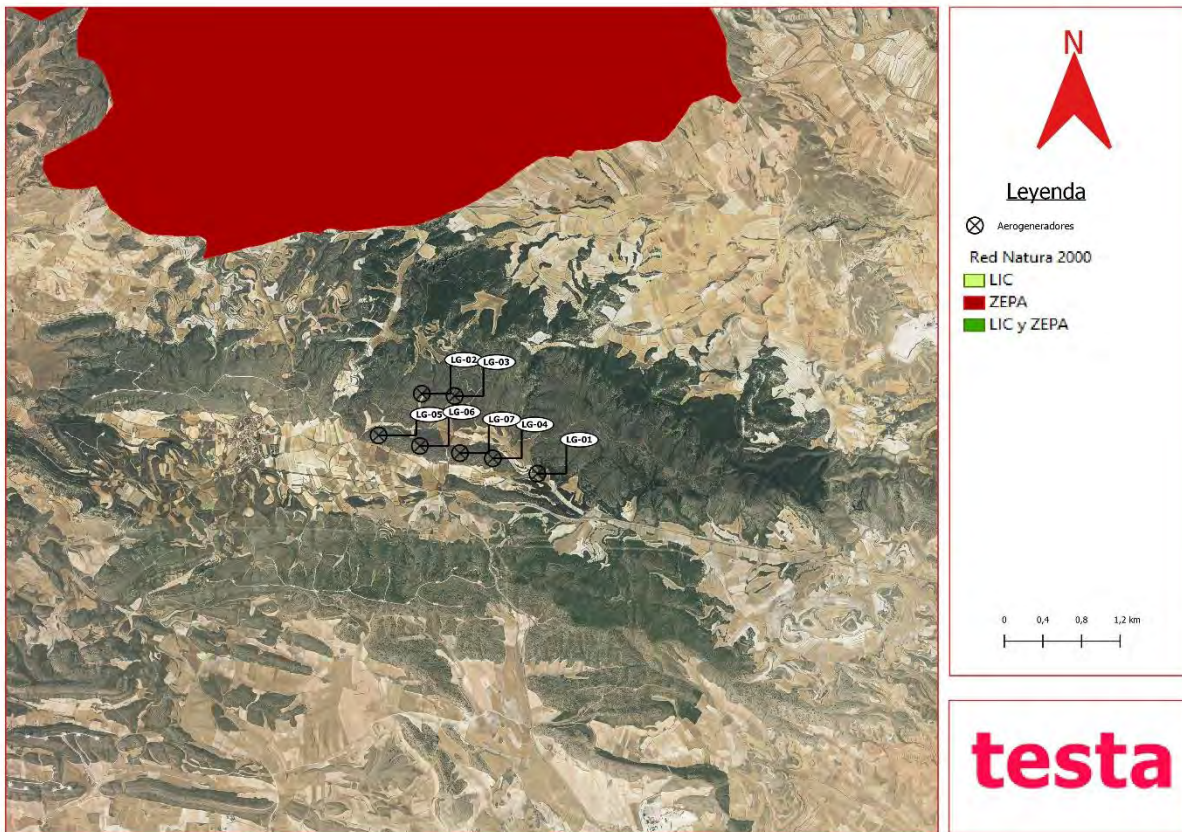 LG-02
LG-03
LG-05
LG-06
LG-07
LG-04
LG-01
N
Leyenda
Aerogeneradores
Red Natura 2000
LIC
ZEPA
LIC y ZEPA
0 0,4 0,8 1,2 km
testa